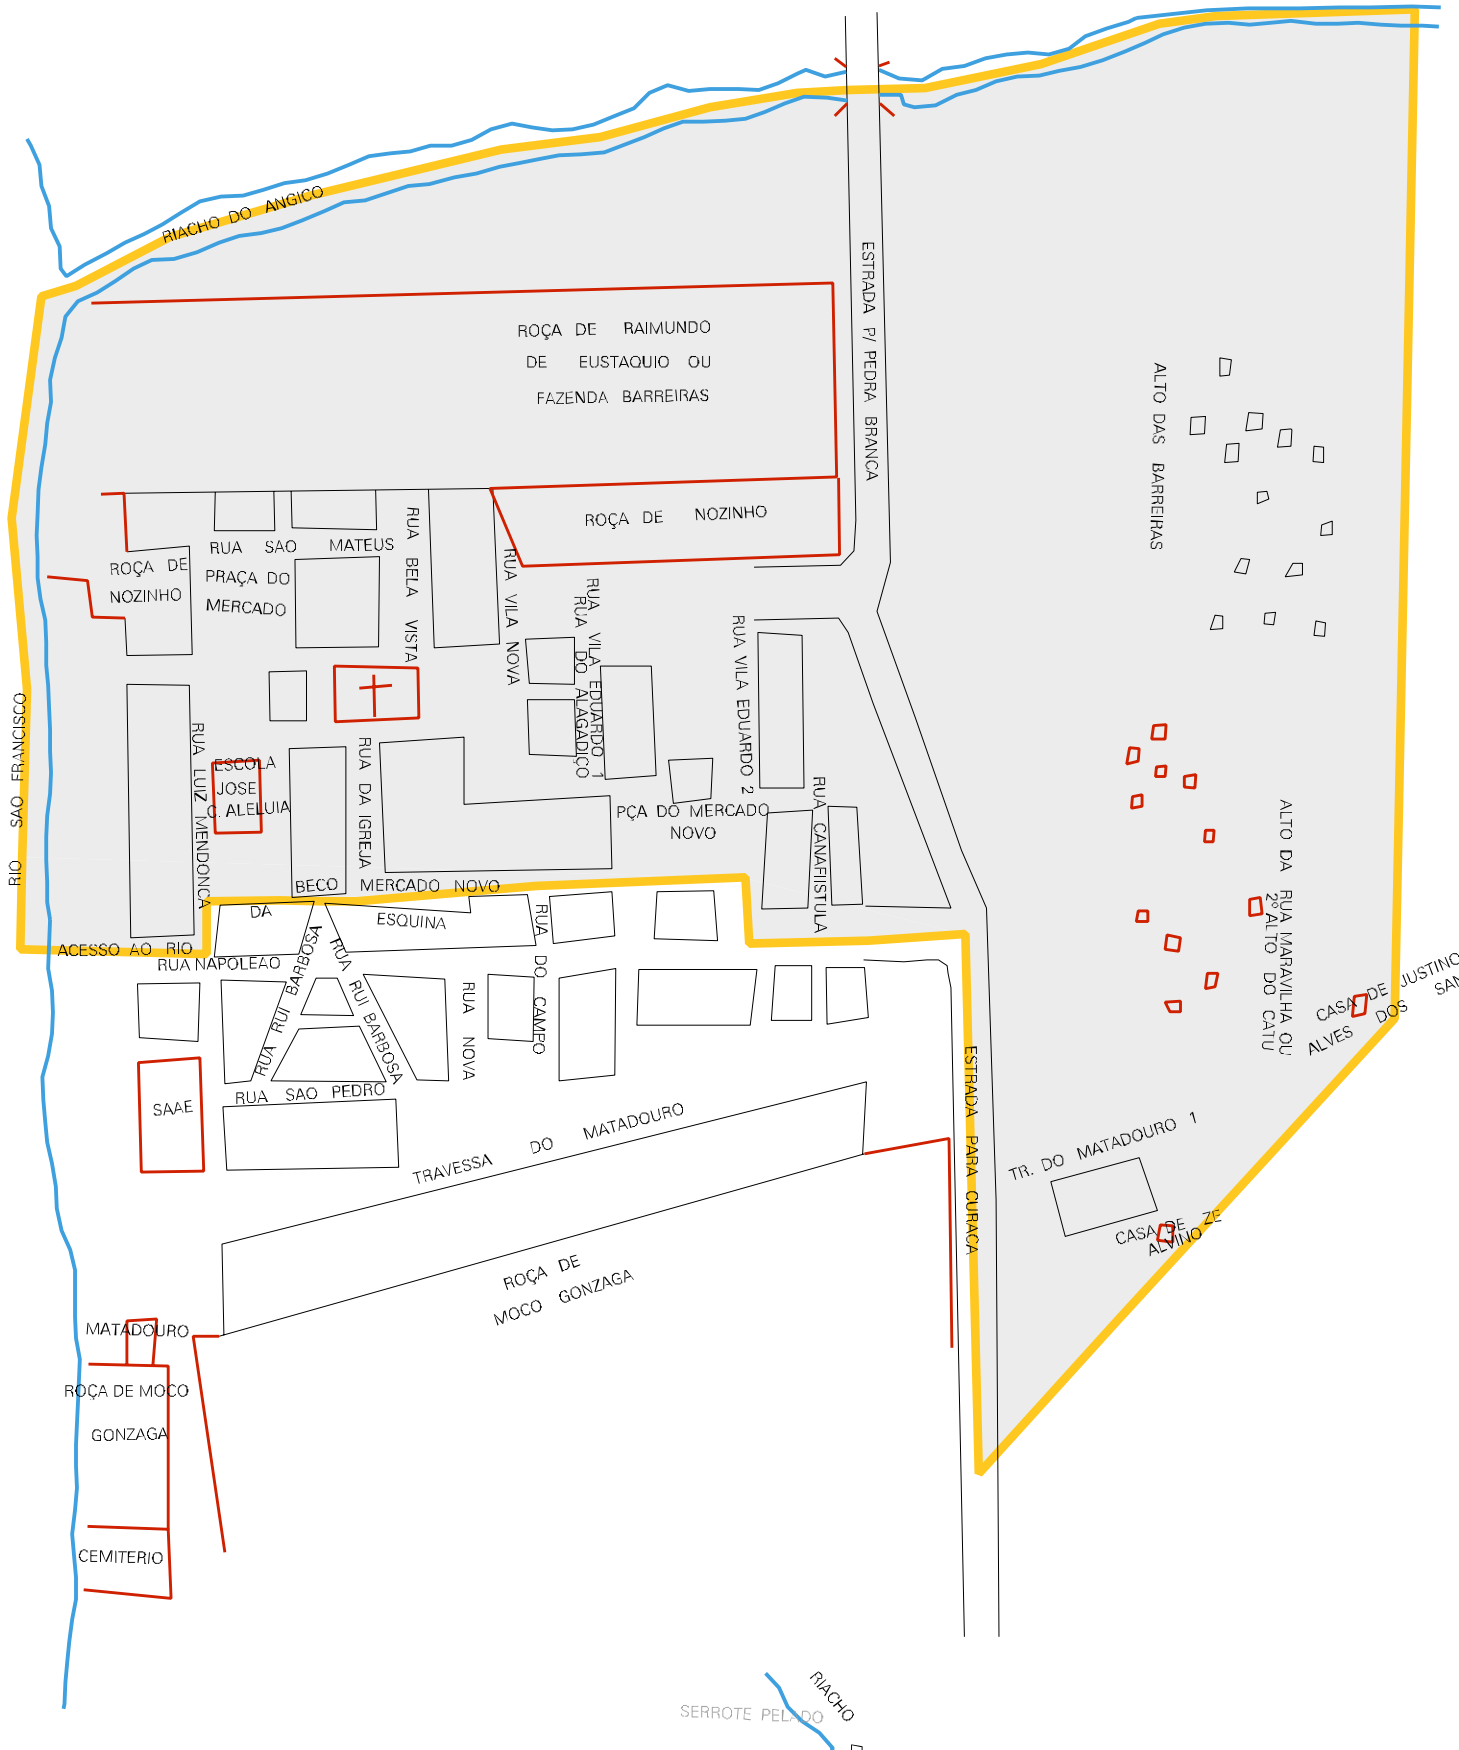 RIACHO DO ANGICO
ESTRADA P/ PEDRA BRANCA
ROÇA DE RAIMUNDO
DE EUSTAQUIO OU
FAZENDA BARREIRAS
ALTO DAS BARREIRAS
ROÇA DE NOZINHO
RUA SAO MATEUS
RUA BELA VISTA
ROÇA DE
NOZINHO
PRAÇA DO
MERCADO
RUA VILA NOVA
RUA VILA EDUARDO 1
RUA DO ALAGADIÇO
RUA VILA EDUARDO 2
RIO SAO FRANCISCO
RUA LUIZ MENDONCA
ESCOLA
JOSE
C. ALELUIA
RUA DA IGREJA
PÇA DO MERCADO
NOVO
RUA CANAFIISTULA
ALTO DA RUA MARAVILHA OU
2º ALTO DO CATU
BECO MERCADO NOVO
DA ESQUINA
ACESSO AO RIO
RUA NAPOLEAO
RUA RUI BARBOSA
RUA RUI BARBOSA
RUA NOVA
RUA DO CAMPO
CASA DE JUSTINO
ALVES DOS SAN
SAAE
RUA SAO PEDRO
TRAVESSA DO MATADOURO
ESTRADA PARA CURACA
TR. DO MATADOURO 1
CASA DE ZE
ALVINO
ROÇA DE
MOCO GONZAGA
MATADOURO
ROÇA DE MOCO
GONZAGA
CEMITERIO
SERROTE PELADO
RIACHO